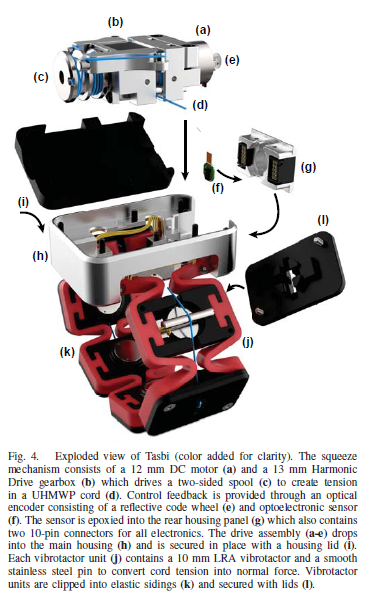 (b)
(a)
(c)
(e)
(d)
(f)
(g)
(i)
(l)
(h)
(k)
(j)
Fig. 4. Exploded view of Tasbi (color added for clarity). The squeeze
mechanism consists of a 12 mm DC motor (a) and a 13 mm Harmonic
Drive gearbox (b) which drives a two-sided spool (c) to create tension
in a UHMWP cord (d). Control feedback is provided through an optical
encoder consisting of a reflective code wheel (e) and optoelectronic sensor
(f). The sensor is epoxied into the rear housing panel (g) which also contains
two 10-pin connectors for all electronics. The drive assembly (a-e) drops
into the main housing (h) and is secured in place with a housing lid (i).
Each vibrotactor unit (j) contains a 10 mm LRA vibrotactor and a smooth
stainless steel pin to convert cord tension into normal force. Vibrotactor
units are clipped into elastic sidings (k) and secured with lids (l).